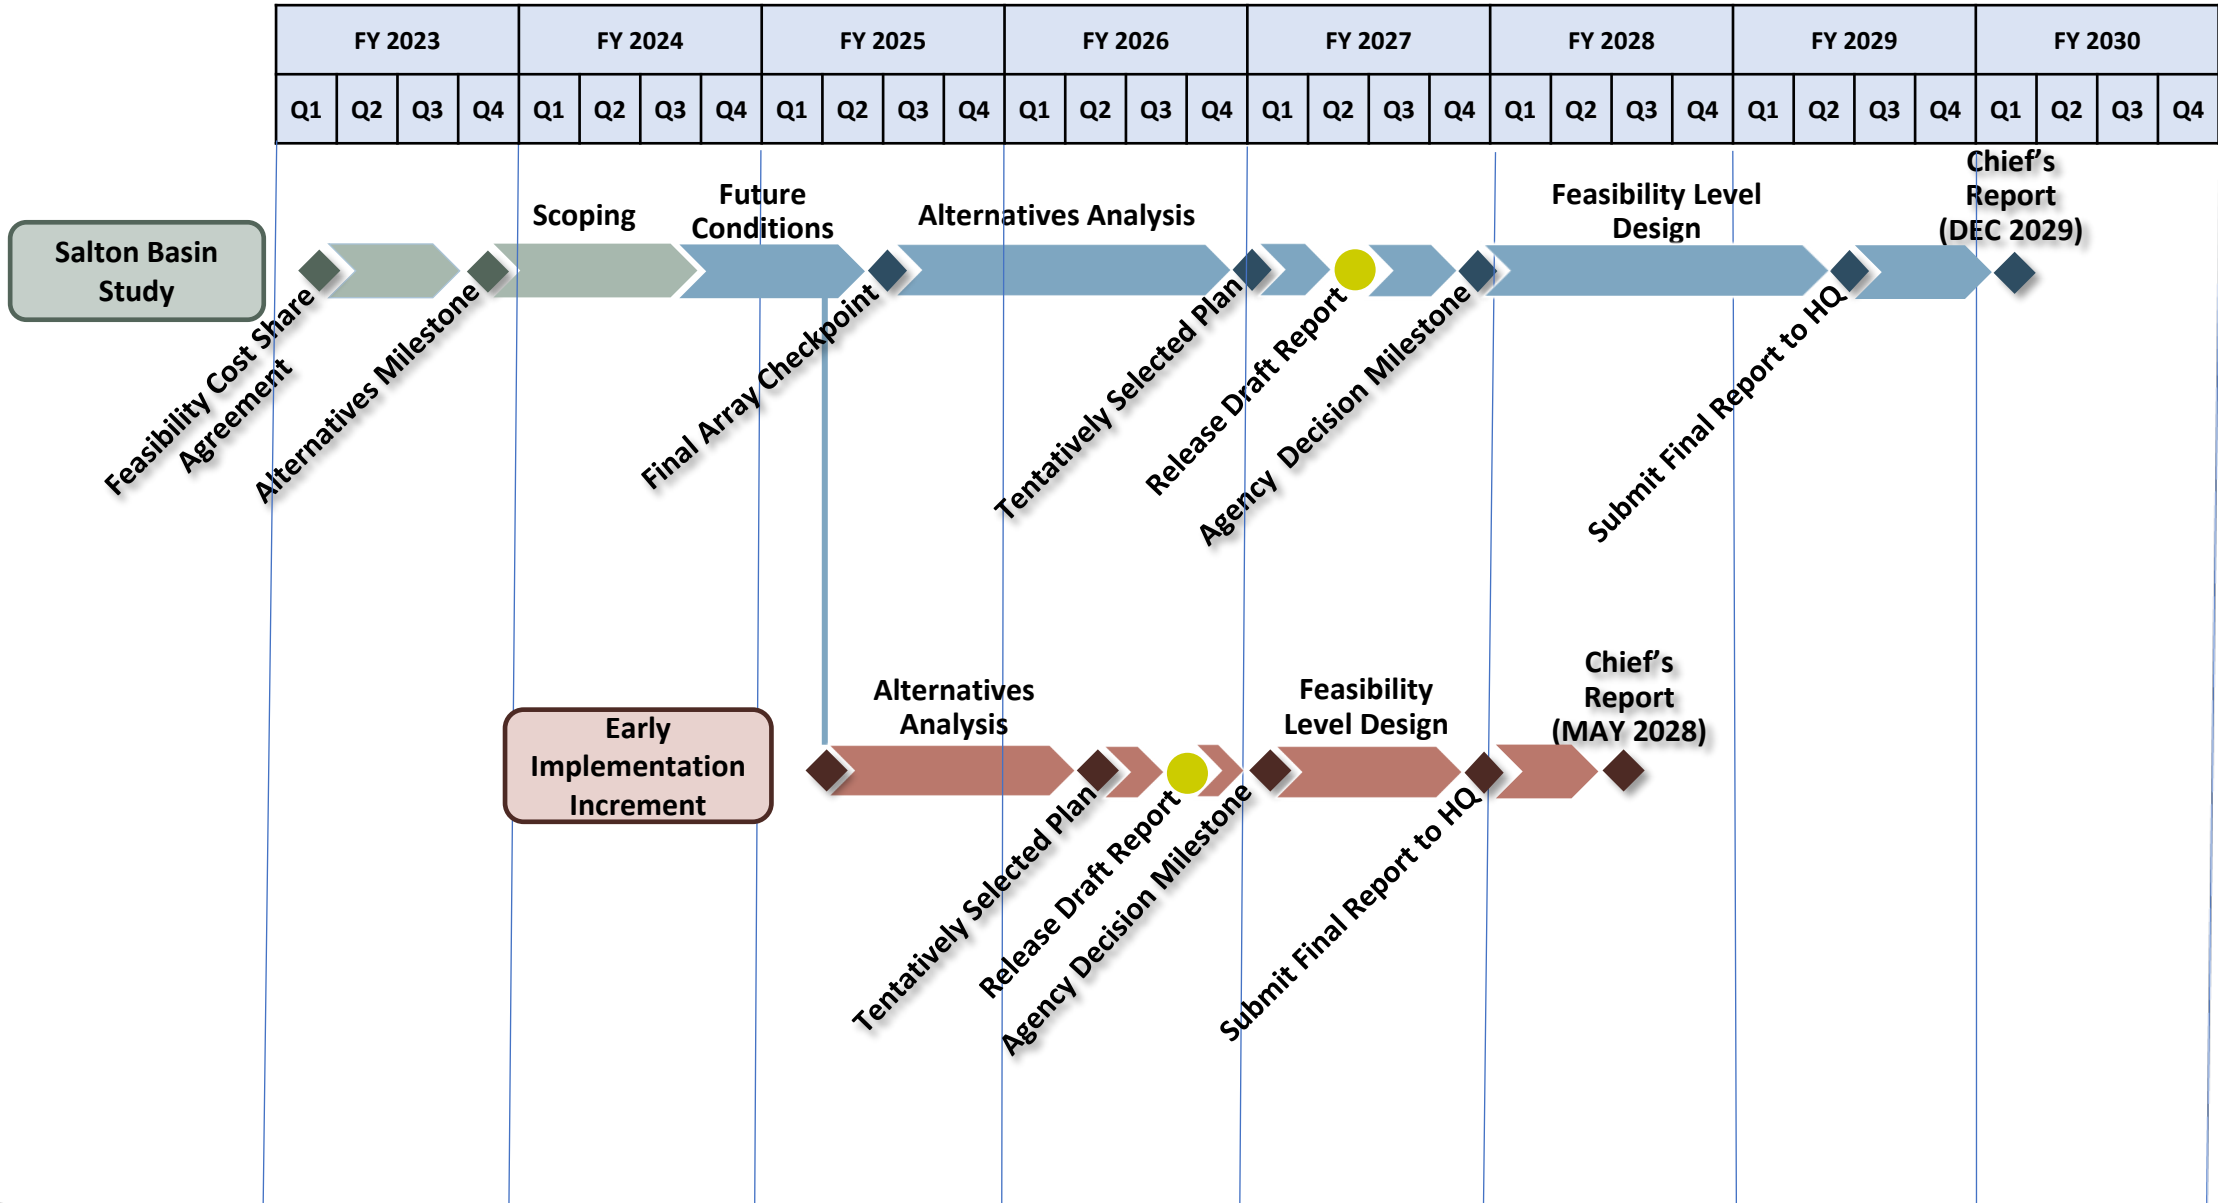 FY 2023 FY 2024 FY 2025 FY 2026 FY 2027 FY 2028 FY 2029 FY 2030
Q1 Q2 Q3 Q4 Q1 Q2 Q3 Q4 Q1 Q2 Q3 Q4 Q1 Q2 Q3 Q4 Q1 Q2 Q3 Q4 Q1 Q2 Q3 Q4 Q1 Q2 Q3 Q4 Q1 Q2 Q3 Q4
Salton Basin
Study
Scoping
Future
Conditions
Alternatives Analysis
Feasibility Level
Design
Chief's
Report
(DEC 2029)
Feasibility Cost Share
Agreement
Alternatives Milestone
Final Array Checkpoint
Tentatively Selected Plan
Release Draft Report
Agency Decision Milestone
Submit Final Report to HQ
Early
Implementation
Increment
Alternatives
Analysis
Feasibility
Level Design
Chief's
Report
(MAY 2028)
Tentatively Selected Plan
Release Draft Report
Agency Decision Milestone
Submit Final Report to HQ